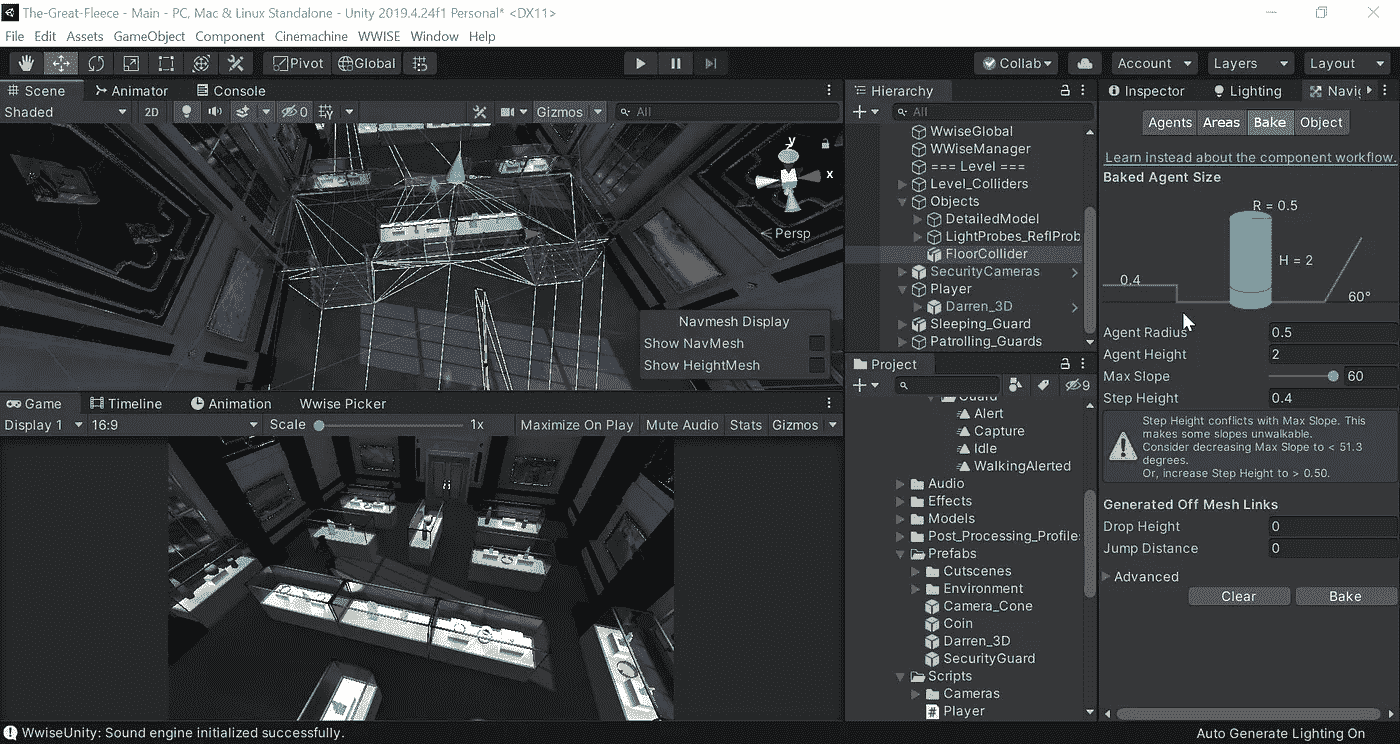 The-Great-Fleece - Main - PC, Mac & Linux Standalone - Unity 2019.4.24f1 Personal* <DX11>
File Edit Assets GameObject Component Cinemachine WWISE Window Help
Pivot Global Collab Account Layers Layout
Scene Animator Console
Shaded 2D 0 Gizmos All
y
x
Persp
Navmesh Display
Show NavMesh
Show HeightMesh
Game Timeline Animation Wwise Picker
Display 1 16:9 Scale 1x Maximize On Play Mute Audio Stats Gizmos
Hierarchy
All
WwiseGlobal
WWiseManager
=== Level ===
Level_Colliders
Objects
DetailedModel
LightProbes_ReflProb
FloorCollider
SecurityCameras
Player
Darren_3D
Sleeping_Guard
Patrolling_Guards
Project
9
Guard
Alert
Capture
Idle
WalkingAlerted
Audio
Effects
Models
Post_Processing_Profile
Prefabs
Cutscenes
Environment
Camera_Cone
Coin
Darren_3D
SecurityGuard
Scripts
Cameras
Player
Inspector Lighting Navig
Agents Areas Bake Object
Learn instead about the component workflow.
Baked Agent Size
R = 0.5
H = 2
0.4
60°
Agent Radius 0.5
Agent Height 2
Max Slope 60
Step Height 0.4
Step Height conflicts with Max Slope. This
makes some slopes unwalkable.
Consider decreasing Max Slope to < 51.3
degrees.
Or, increase Step Height to > 0.50.
Generated Off Mesh Links
Drop Height 0
Jump Distance 0
Advanced
Clear Bake
WwiseUnity: Sound engine initialized successfully.
Auto Generate Lighting On